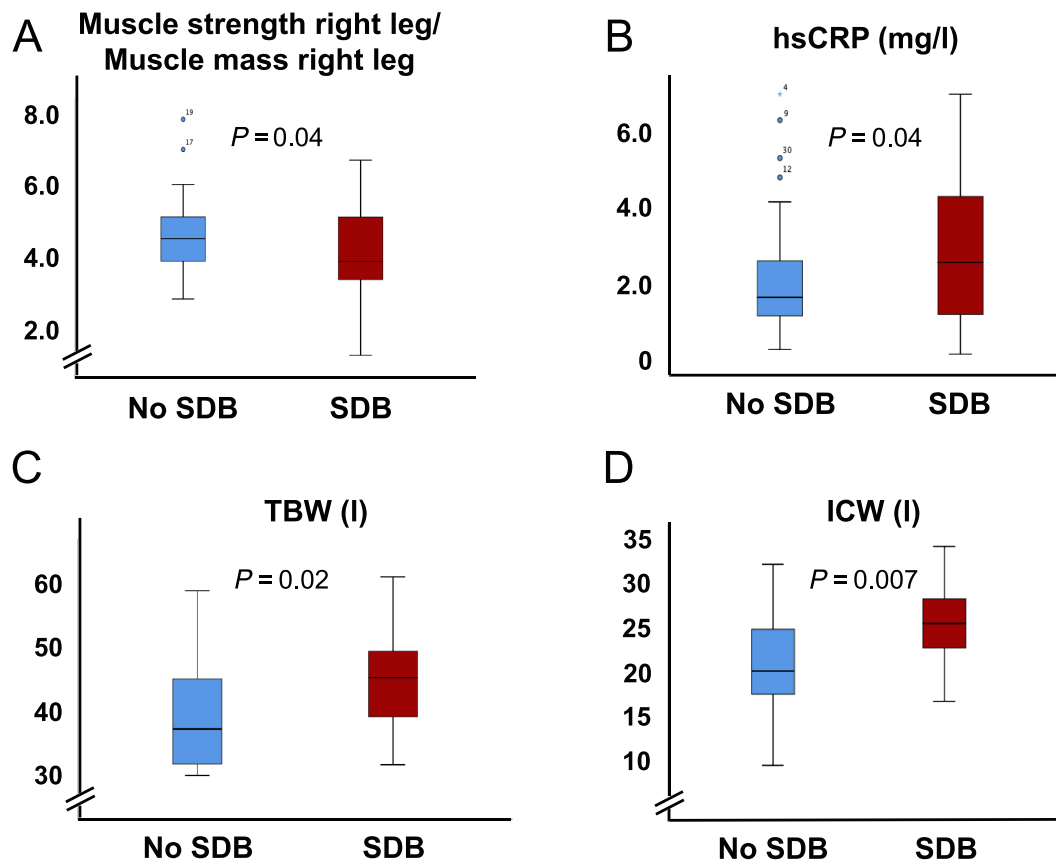 A
Muscle strength right leg/
Muscle mass right leg
8.0
6.0
4.0
2.0
19
17
P = 0.04
No SDB
SDB
B
hsCRP (mg/l)
6.0
4.0
2.0
0
4
9
30
12
P = 0.04
No SDB
SDB
C
TBW (l)
60
50
40
30
P = 0.02
No SDB
SDB
D
ICW (l)
35
30
25
20
15
10
P = 0.007
No SDB
SDB